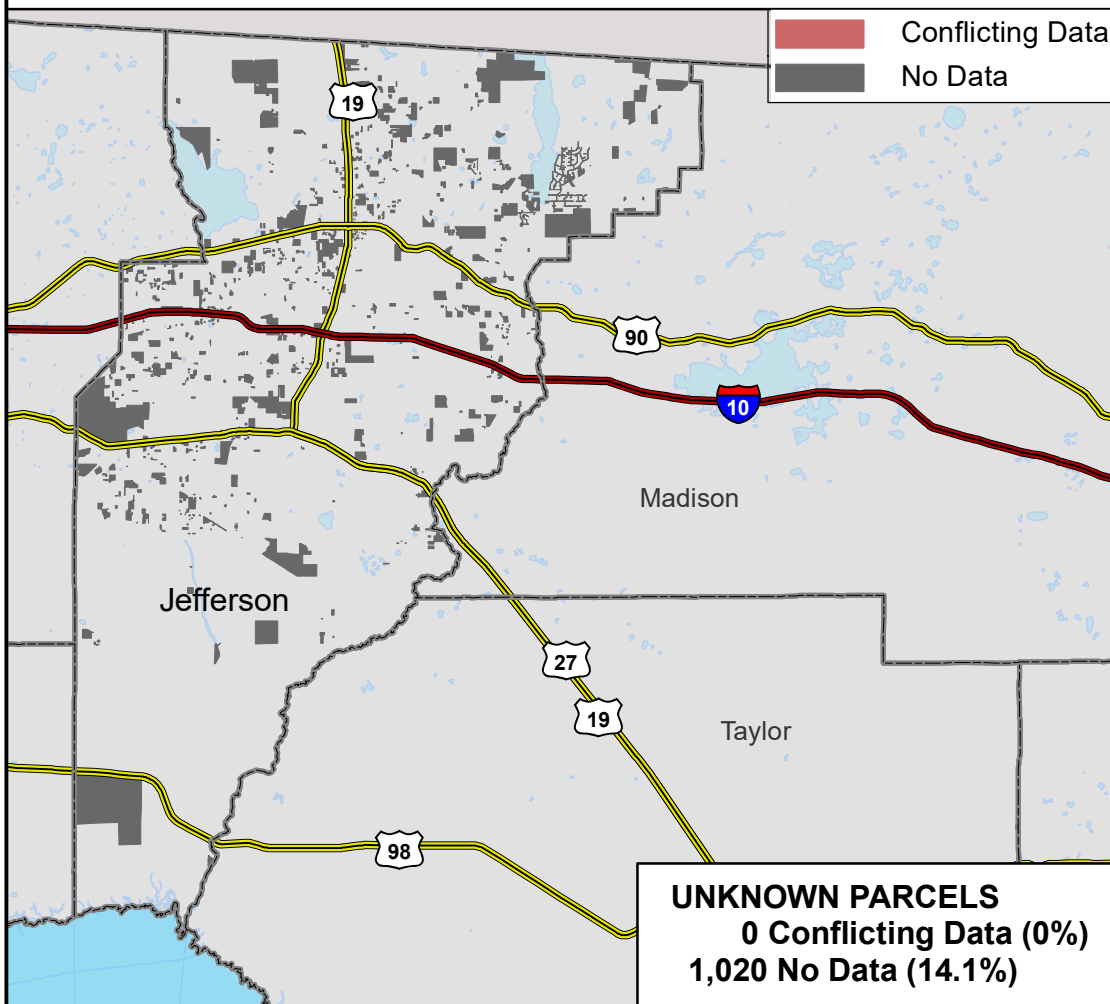 Conflicting Data
No Data
19
90
10
Madison
Jefferson
27
19
Taylor
98
UNKNOWN PARCELS
0 Conflicting Data (0%)
1,020 No Data (14.1%)